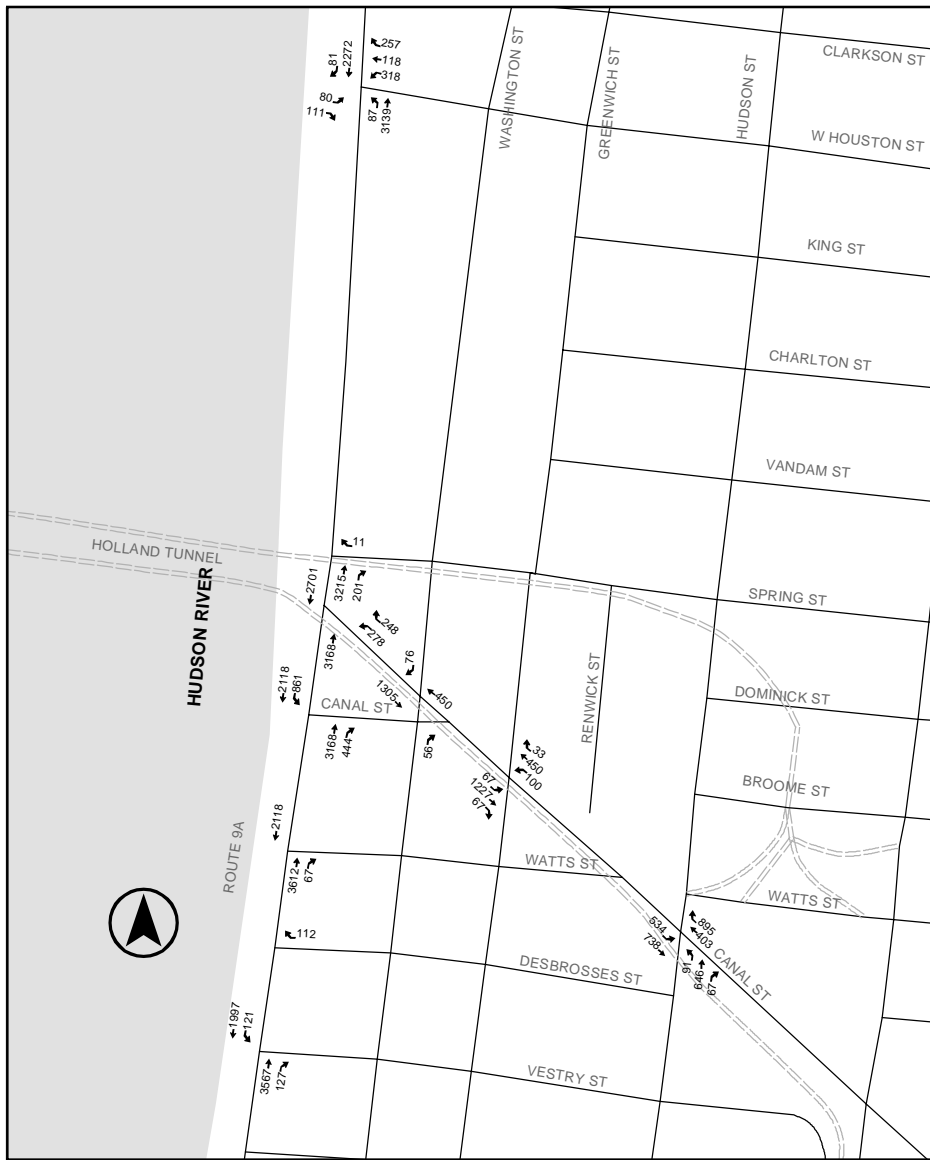 CLARKSON ST
WASHINGTON ST
GREENWICH ST
HUDSON ST
257
118
318
81
2272
80
111
87
3139
W HOUSTON ST
KING ST
CHARLTON ST
VANDAM ST
HOLLAND TUNNEL
11
2701
3215
201
SPRING ST
HUDSON RIVER
248
278
3168
76
RENWICK ST
2118
861
1305
450
CANAL ST
DOMINICK ST
3168
444
56
33
450
100
67
1227
67
BROOME ST
ROUTE 9A
2118
3612
67
WATTS ST
WATTS ST
112
534
738
895
403
CANAL ST
91
646
67
DESBROSSES ST
1997
121
3567
127
VESTRY ST